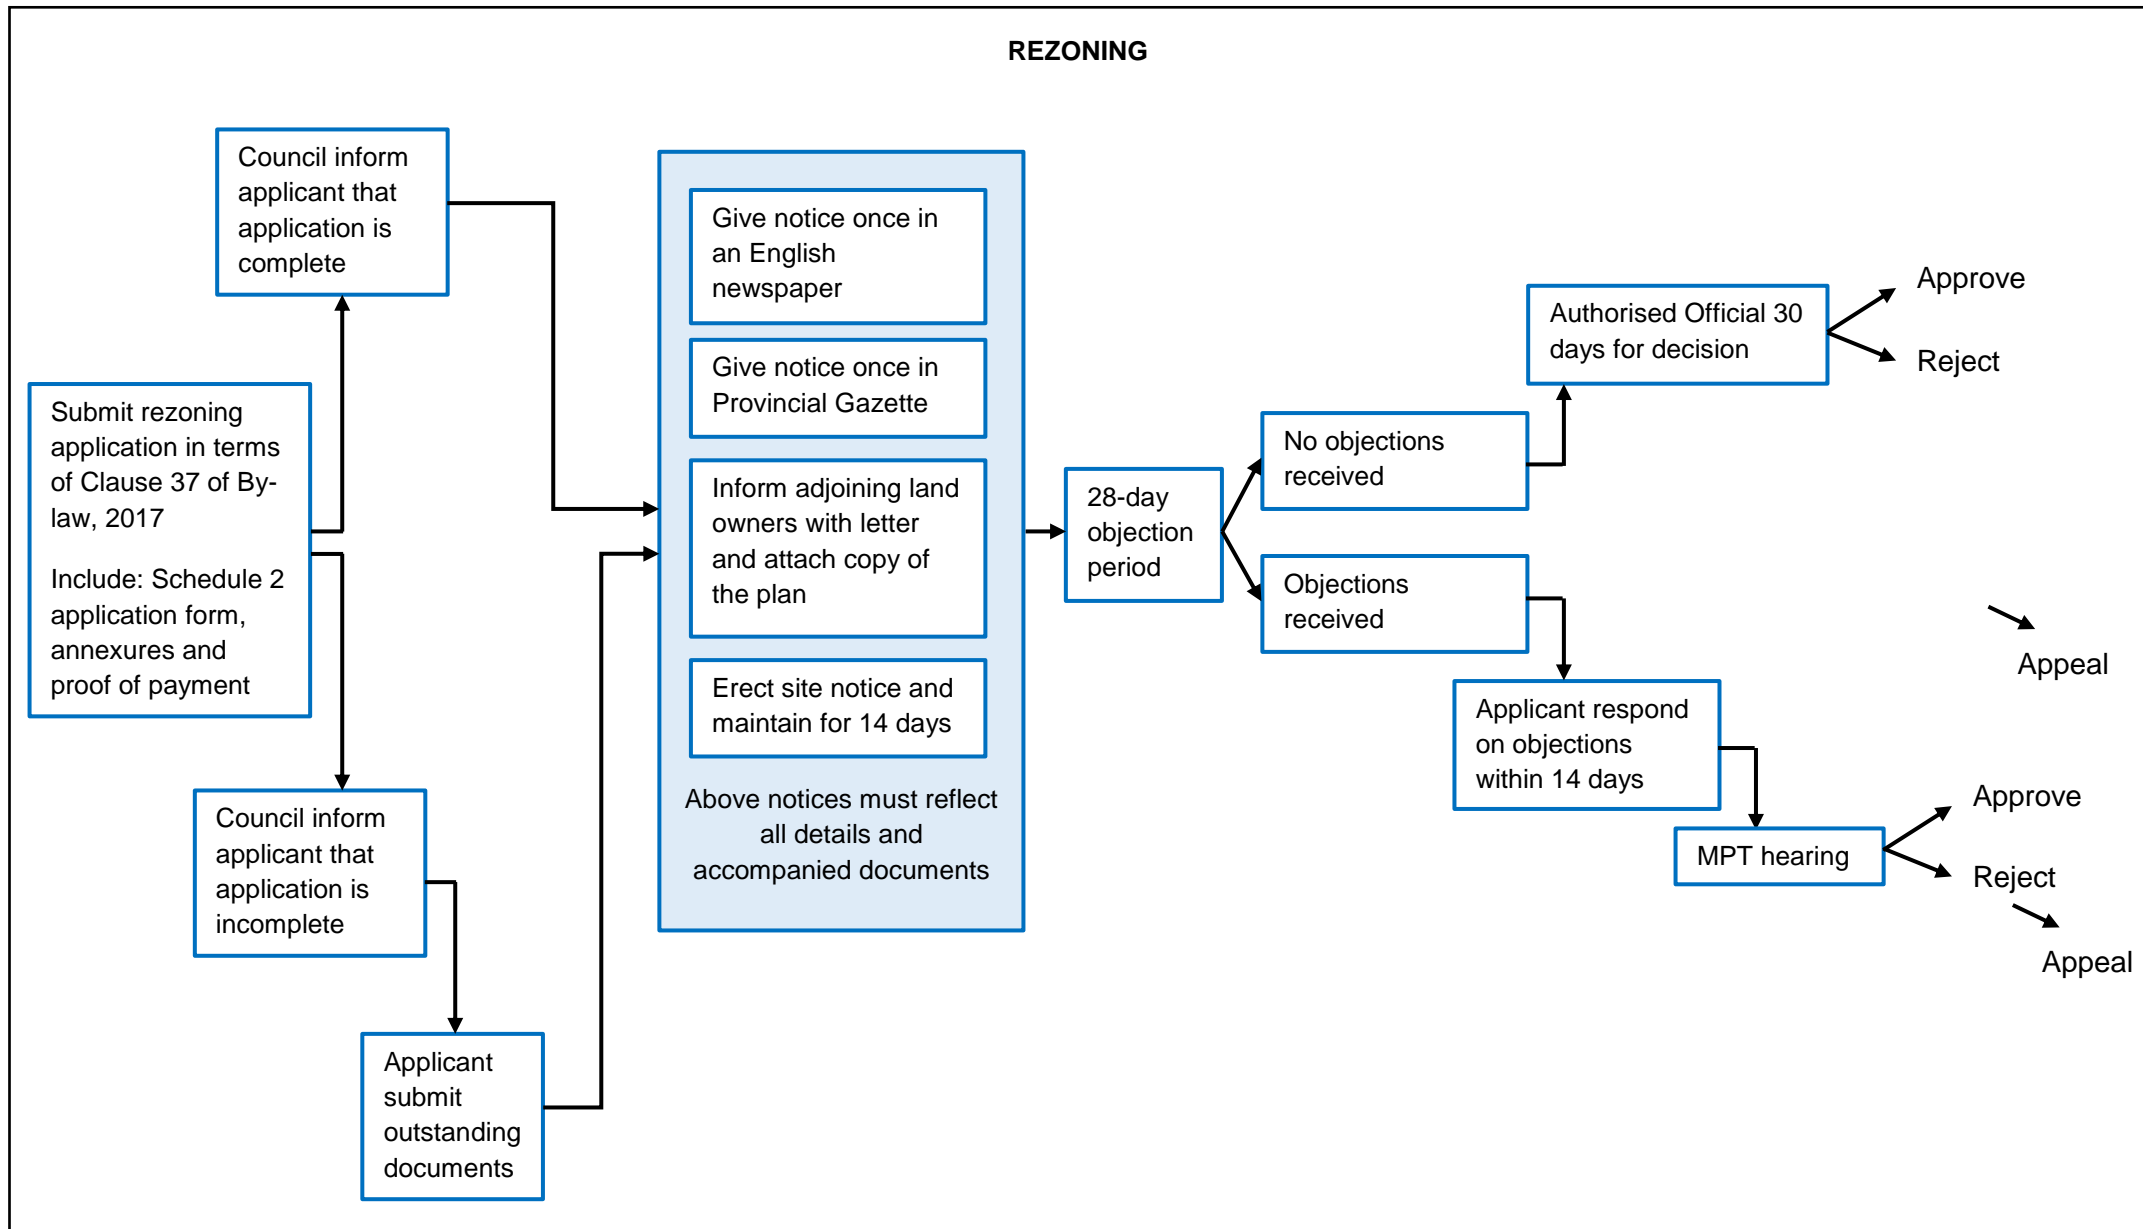 REZONING
Submit rezoning
application in terms
of Clause 37 of By-
law, 2017
Include: Schedule 2
application form,
annexures and
proof of payment
Council inform
applicant that
application is
complete
Council inform
applicant that
application is
incomplete
Applicant
submit
outstanding
documents
Give notice once in
an English
newspaper
Give notice once in
Provincial Gazette
Inform adjoining land
owners with letter
and attach copy of
the plan
Erect site notice and
maintain for 14 days
Above notices must reflect
all details and
accompanied documents
28-day
objection
period
No objections
received
Objections
received
Authorised Official 30
days for decision
Approve
Reject
Appeal
Applicant respond
on objections
within 14 days
MPT hearing
Approve
Reject
Appeal